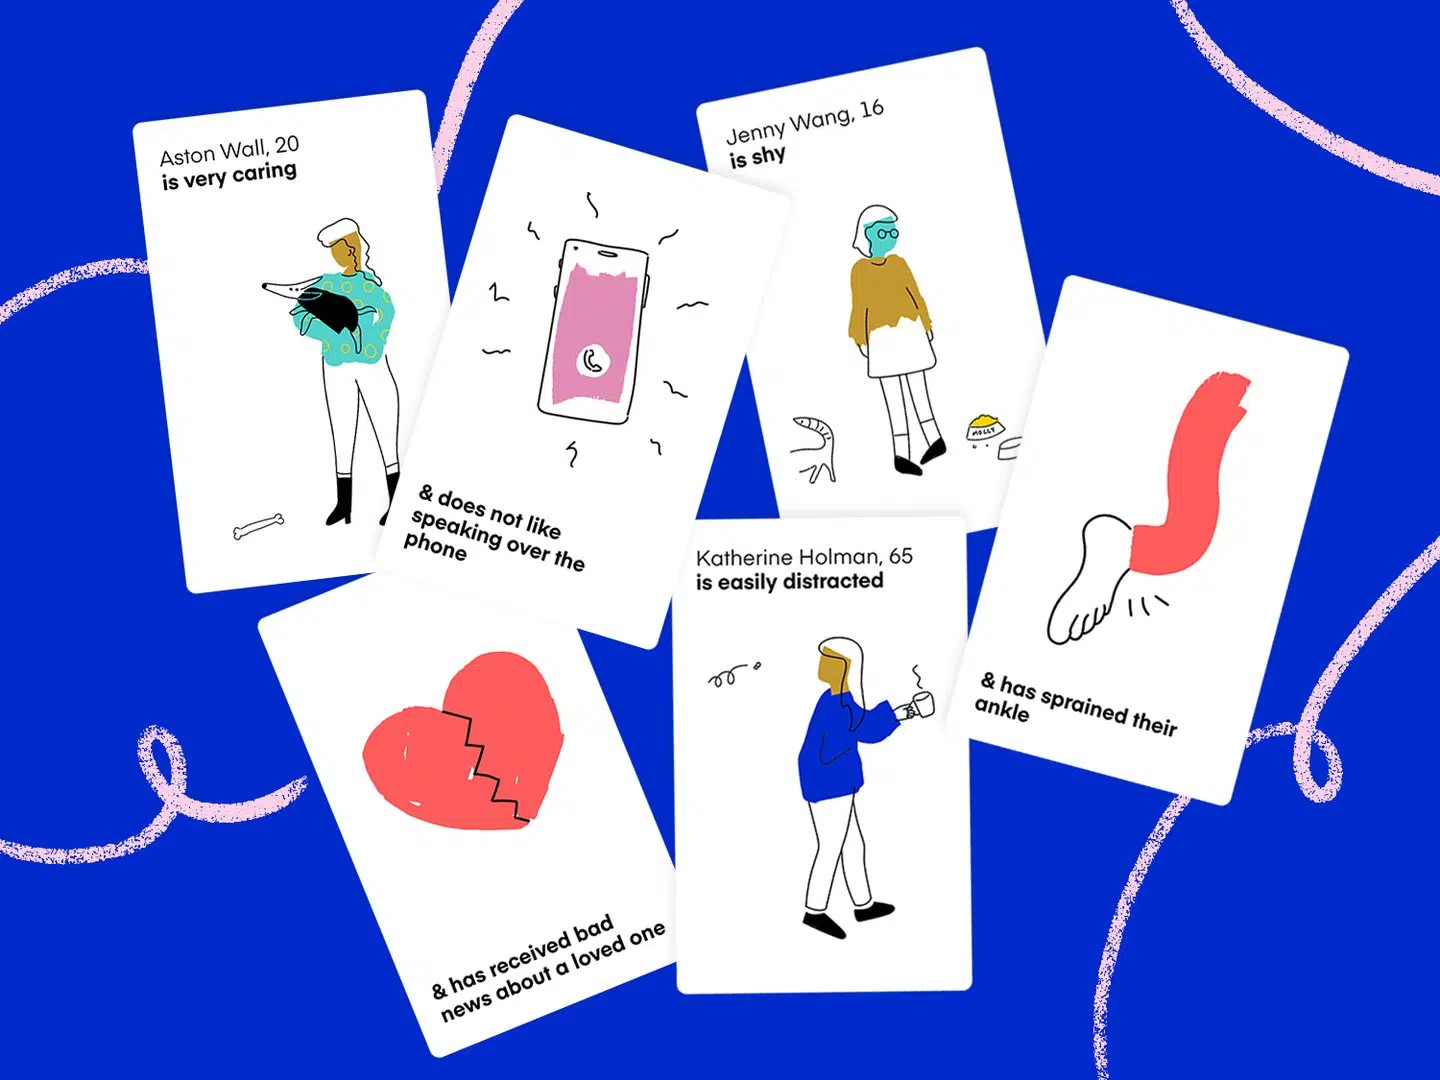 Aston Wall, 20
is very caring
& does not like
speaking over the
phone
Jenny Wang, 16
is shy
MOLLY
& has sprained their
ankle
& has received bad
news about a loved one
Katherine Holman, 65
is easily distracted